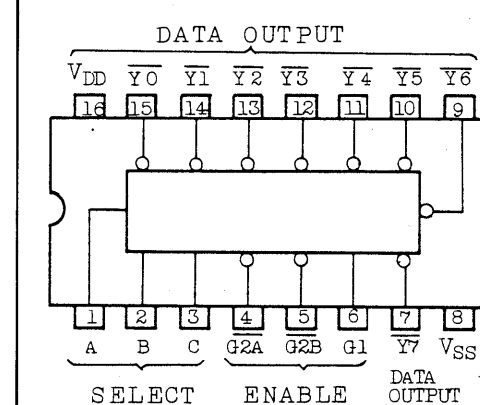 DATA OUTPUT
VDD Y0 Y1 Y2 Y3 Y4 Y5 Y6
16 15 14 13 12 11 10 9
1 2 3 4 5 6 7 8
A B C G2A G2B G1 Y7 VSS
SELECT ENABLE DATA OUTPUT